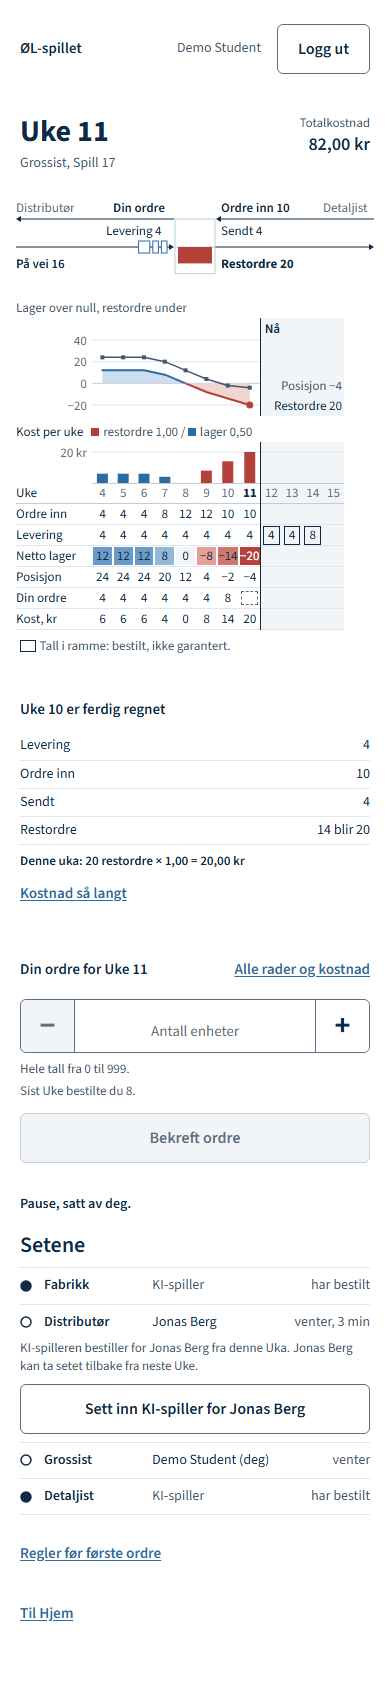 ØL-spillet Demo Student Logg ut
Uke 11 Totalkostnad
82,00 kr
Grossist, Spill 17
Distributør Din ordre Ordre inn 10 Detaljist
Levering 4 Sendt 4
På vei 16 Restordre 20
Lager over null, restordre under
Nå
40
20
0 Posisjon −4
−20 Restordre 20
Kost per uke restordre 1,00 / lager 0,50
20 kr
Uke 4 5 6 7 8 9 10 11 12 13 14 15
Ordre inn 4 4 4 8 12 12 10 10
Levering 4 4 4 4 4 4 4 4 4 4 8
Netto lager 12 12 12 8 0 −8 −14 −20
Posisjon 24 24 24 20 12 4 −2 −4
Din ordre 4 4 4 4 4 4 8
Kost, kr 6 6 6 4 0 8 14 20
Tall i ramme: bestilt, ikke garantert.
Uke 10 er ferdig regnet
Levering 4
Ordre inn 10
Sendt 4
Restordre 14 blir 20
Denne uka: 20 restordre × 1,00 = 20,00 kr
Kostnad så langt
Din ordre for Uke 11 Alle rader og kostnad
− Antall enheter +
Hele tall fra 0 til 999.
Sist Uke bestilte du 8.
Bekreft ordre
Pause, satt av deg.
Setene
Fabrikk KI-spiller har bestilt
Distributør Jonas Berg venter, 3 min
KI-spilleren bestiller for Jonas Berg fra denne Uka. Jonas Berg
kan ta setet tilbake fra neste Uke.
Sett inn KI-spiller for Jonas Berg
Grossist Demo Student (deg) venter
Detaljist KI-spiller har bestilt
Regler før første ordre
Til Hjem